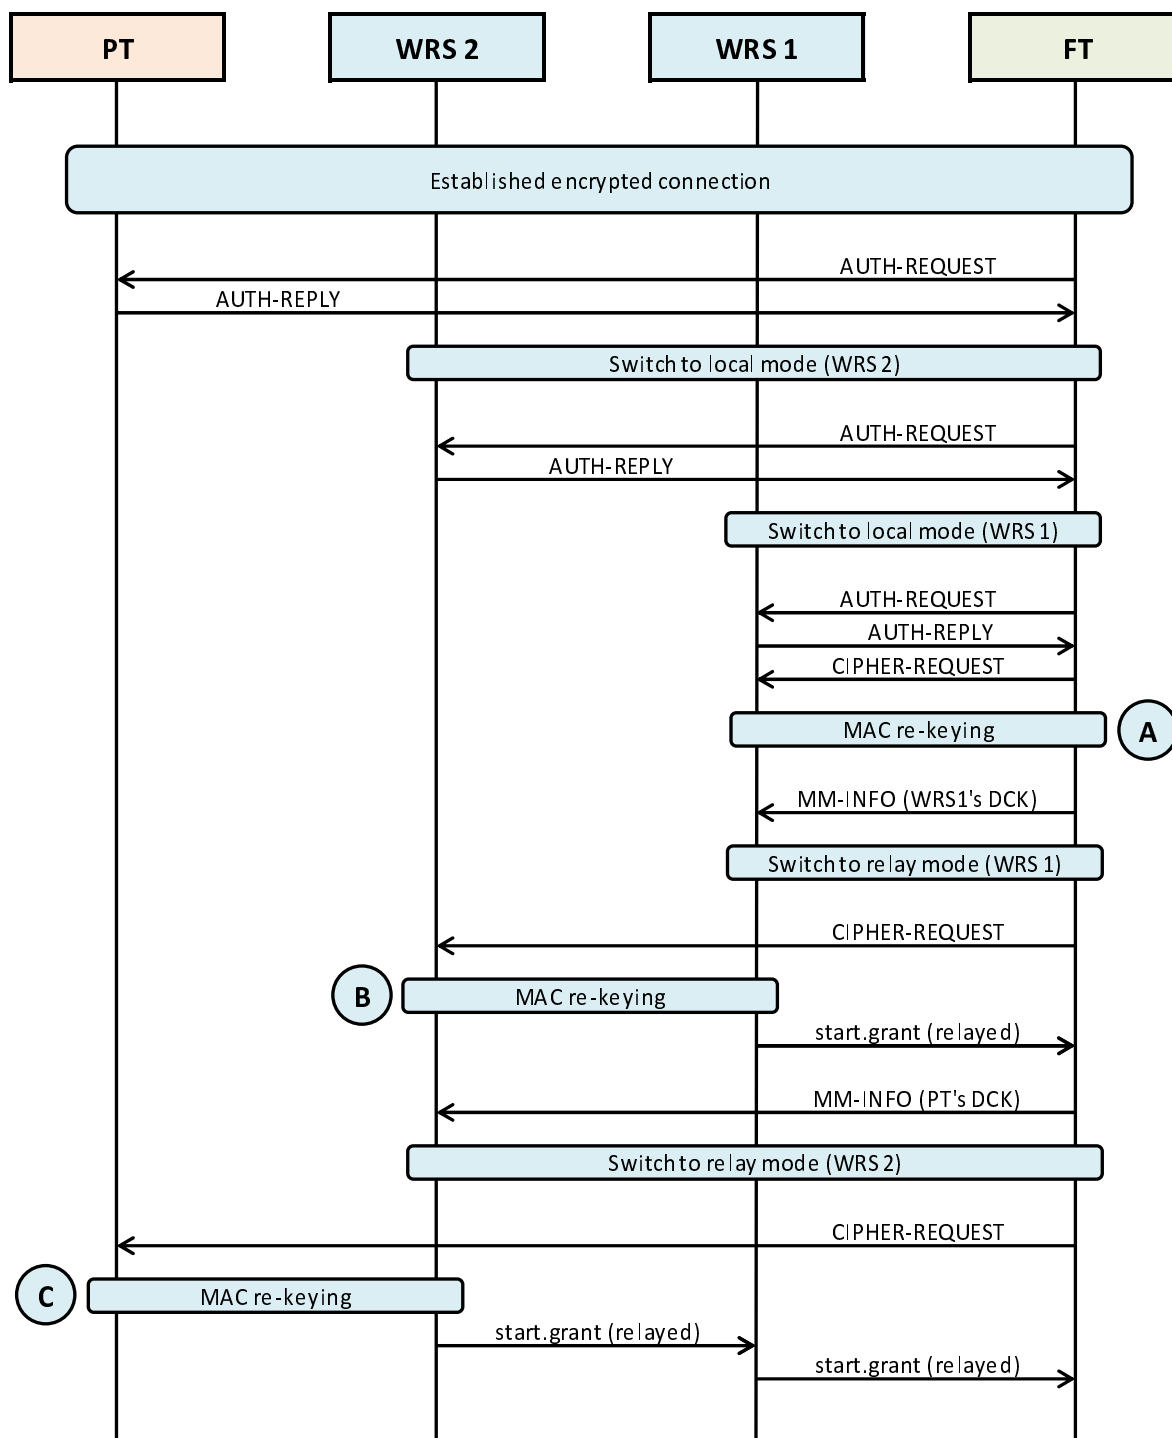 PT
WRS 2
WRS 1
FT
Established encrypted connection
AUTH-REQUEST
AUTH-REPLY
Switch to local mode (WRS 2)
AUTH-REQUEST
AUTH-REPLY
Switch to local mode (WRS 1)
AUTH-REQUEST
AUTH-REPLY
CIPHER-REQUEST
MAC re-keying
A
MM-INFO (WRS1's DCK)
Switch to relay mode (WRS 1)
CIPHER-REQUEST
B
MAC re-keying
start.grant (relayed)
MM-INFO (PT's DCK)
Switch to relay mode (WRS 2)
CIPHER-REQUEST
C
MAC re-keying
start.grant (relayed)
start.grant (relayed)